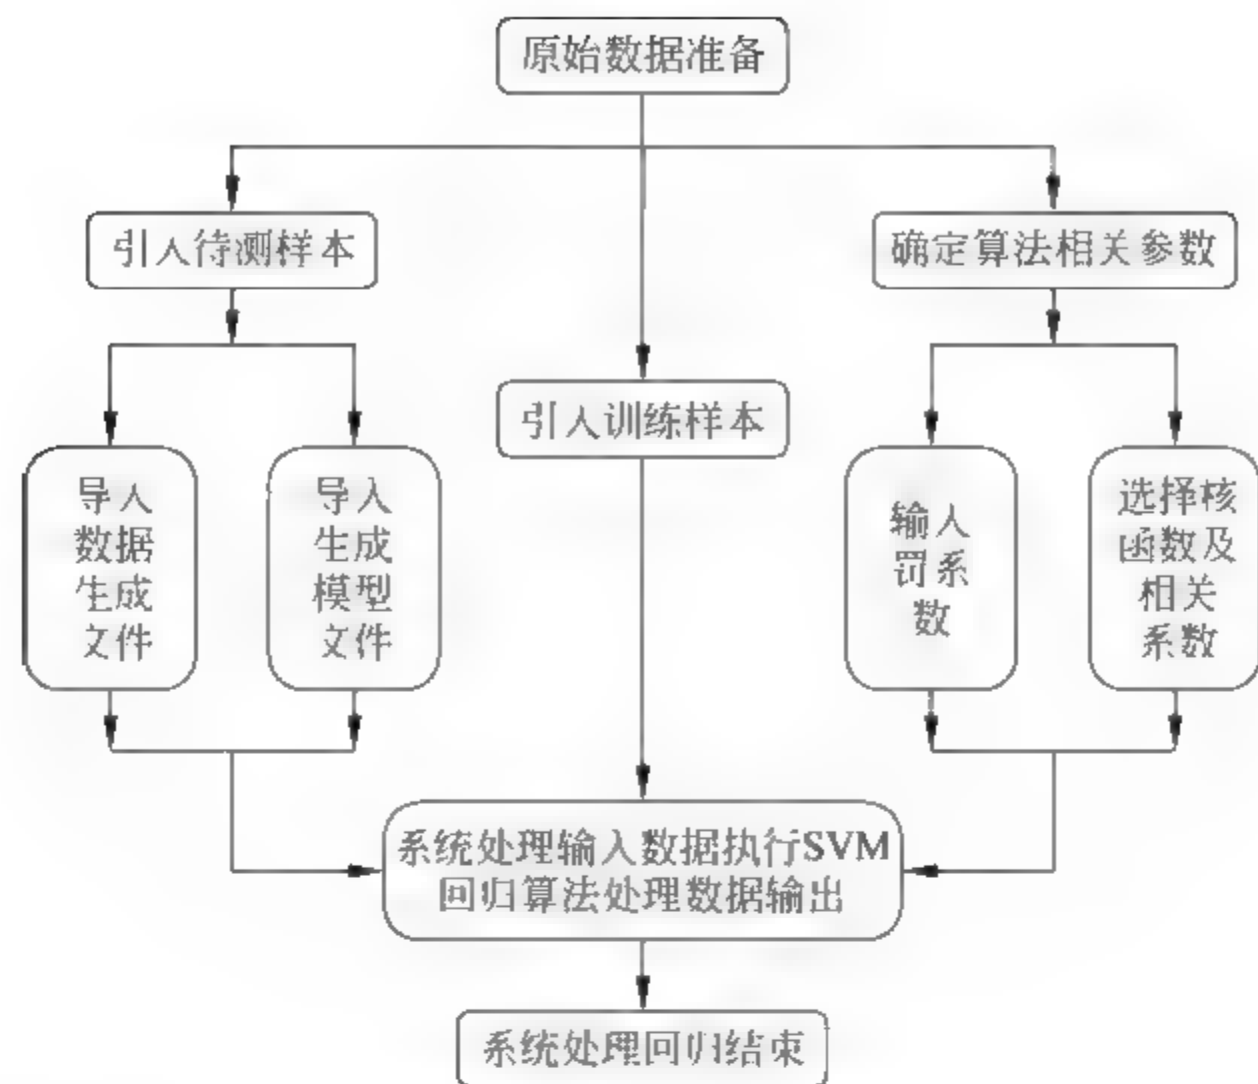 原始数据准备
引入待测样本
确定算法相关参数
引入训练样本
导入
数据
生成
文件
导入
生成
模型
文件
输入
罚系
数
选择核
函数及
相关
系数
系统处理输入数据执行SVM
回归算法处理数据输出
系统处理回归结束